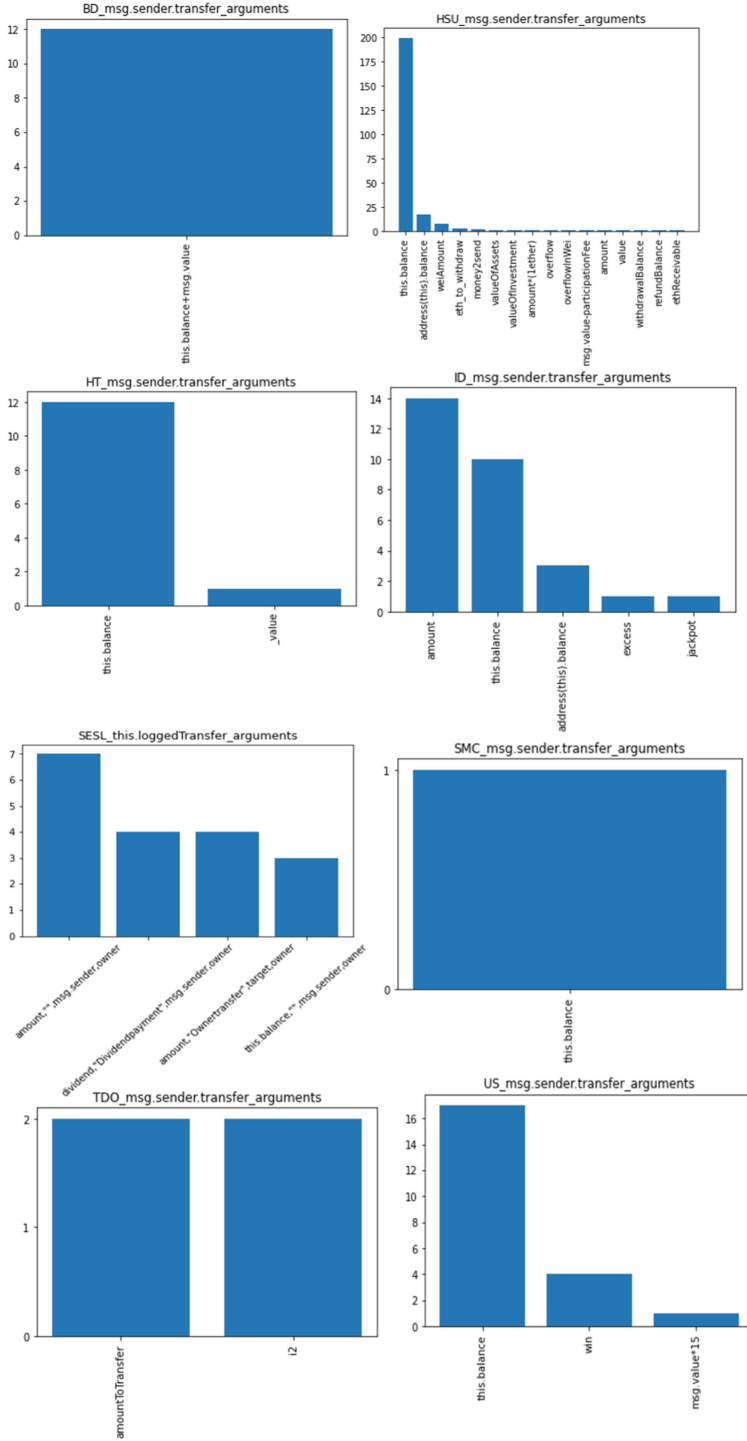 BD_msg.sender.transfer_arguments
12
10
8
6
4
2
0
this.balance+msg.value
HSU_msg.sender.transfer_arguments
200
175
150
125
100
75
50
25
0
this.balance
address(this).balance
weiAmount
eth_to_withdraw
money2send
valueOfAssets
valueOfInvestment
amount*(1ether)
overflow
overflowInWei
msg.value-participationFee
amount
value
withdrawalBalance
refundBalance
ethReceivable
HT_msg.sender.transfer_arguments
12
10
8
6
4
2
0
this.balance
_value
ID_msg.sender.transfer_arguments
14
12
10
8
6
4
2
0
amount
this.balance
address(this).balance
excess
jackpot
SESL_this.loggedTransfer_arguments
7
6
5
4
3
2
1
0
amount,"",msg.sender,owner
dividend,"Dividendpayment",msg.sender,owner
amount,"Ownertransfer",target,owner
this.balance,"",msg.sender,owner
SMC_msg.sender.transfer_arguments
1
0
this.balance
TDO_msg.sender.transfer_arguments
2
1
0
amountToTransfer
i2
US_msg.sender.transfer_arguments
16
14
12
10
8
6
4
2
0
this.balance
win
msg.value*15